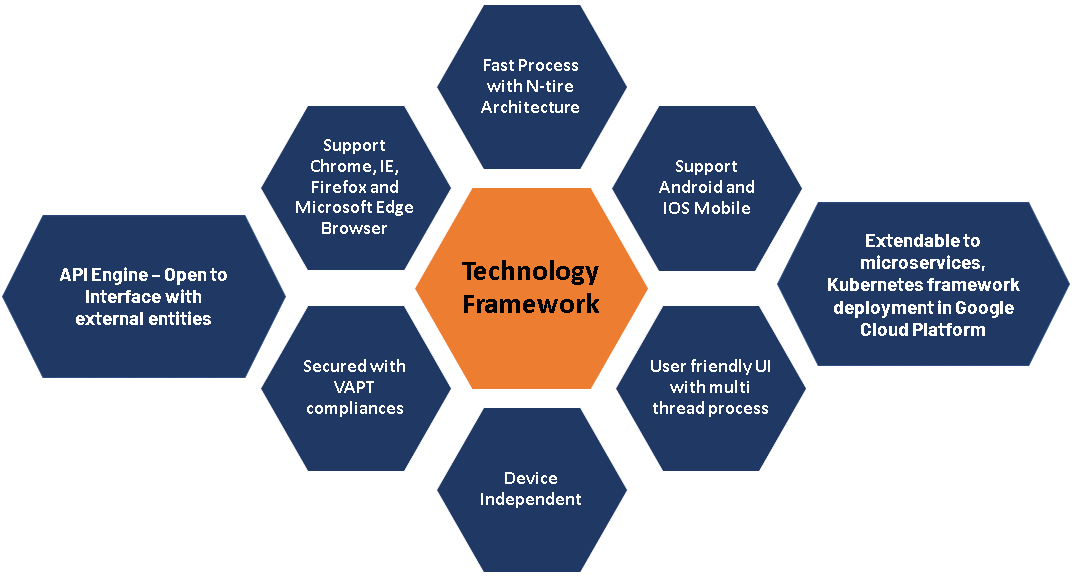 Fast Process
with N-tire
Architecture
Support
Chrome, IE,
Firefox and
Microsoft Edge
Browser
Support
Android and
IOS Mobile
API Engine – Open to
Interface with
external entities
Technology
Framework
Extendable to
microservices,
Kubernetes framework
deployment in Google
Cloud Platform
Secured with
VAPT
compliances
User friendly UI
with multi
thread process
Device
Independent